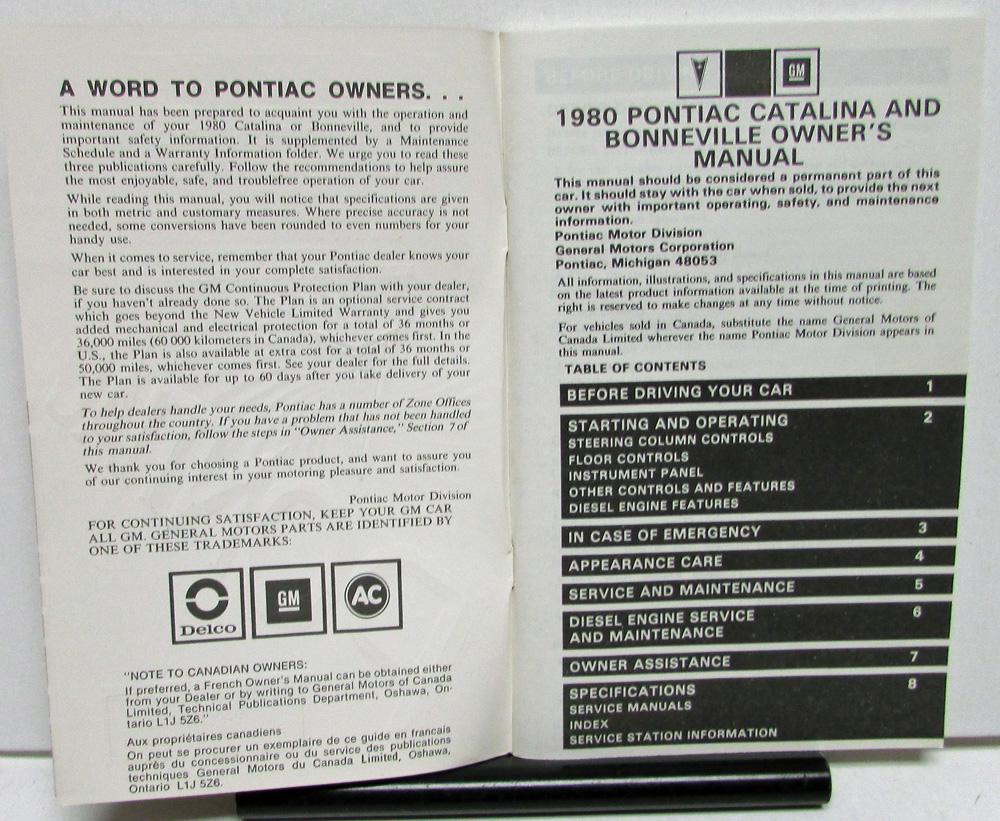 A WORD TO PONTIAC OWNERS. . .
This manual has been prepared to acquaint you with the operation and
maintenance of your 1980 Catalina or Bonneville, and to provide
important safety information. It is supplemented by a Maintenance
Schedule and a Warranty Information folder. We urge you to read these
three publications carefully. Follow the recommendations to help assure
the most enjoyable, safe, and troublefree operation of your car.
While reading this manual, you will notice that specifications are given
in both metric and customary measures. Where precise accuracy is not
needed, some conversions have been rounded to even numbers for your
handy use.
When it comes to service, remember that your Pontiac dealer knows your
car best and is interested in your complete satisfaction.
Be sure to discuss the GM Continuous Protection Plan with your dealer,
if you haven't already done so. The Plan is an optional service contract
which goes beyond the New Vehicle Limited Warranty and gives you
added mechanical and electrical protection for a total of 36 months or
36,000 miles (60 000 kilometers in Canada), whichever comes first. In the
U.S., the Plan is also available at extra cost for a total of 36 months or
50,000 miles, whichever comes first. See your dealer for the full details.
The Plan is available for up to 60 days after you take delivery of your
new car.
To help dealers handle your needs, Pontiac has a number of Zone Offices
throughout the country. If you have a problem that has not been handled
to your satisfaction, follow the steps in "Owner Assistance," Section 7 of
this manual.
We thank you for choosing a Pontiac product, and want to assure you
of our continuing interest in your motoring pleasure and satisfaction.
Pontiac Motor Division
FOR CONTINUING SATISFACTION, KEEP YOUR GM CAR
ALL GM. GENERAL MOTORS PARTS ARE IDENTIFIED BY
ONE OF THESE TRADEMARKS:
Delco GM AC
"NOTE TO CANADIAN OWNERS:
If preferred, a French Owner's Manual can be obtained either
from your Dealer or by writing to General Motors of Canada
Limited, Technical Publications Department, Oshawa, On-
tario L1J 5Z6."
Aux propriétaires canadiens
On peut se procurer un exemplaire de ce guide en francais
auprès du concessionaire ou du service des publications
techniques General Motors du Canada Limited, Oshawa,
Ontario L1J 5Z6.
GM
1980 PONTIAC CATALINA AND
BONNEVILLE OWNER'S
MANUAL
This manual should be considered a permanent part of this
car. It should stay with the car when sold, to provide the next
owner with important operating, safety, and maintenance
information.
Pontiac Motor Division
General Motors Corporation
Pontiac, Michigan 48053
All information, illustrations, and specifications in this manual are based
on the latest product information available at the time of printing. The
right is reserved to make changes at any time without notice.
For vehicles sold in Canada, substitute the name General Motors of
Canada Limited wherever the name Pontiac Motor Division appears in
this manual.
TABLE OF CONTENTS
BEFORE DRIVING YOUR CAR 1
STARTING AND OPERATING 2
STEERING COLUMN CONTROLS
FLOOR CONTROLS
INSTRUMENT PANEL
OTHER CONTROLS AND FEATURES
DIESEL ENGINE FEATURES
IN CASE OF EMERGENCY 3
APPEARANCE CARE 4
SERVICE AND MAINTENANCE 5
DIESEL ENGINE SERVICE 6
AND MAINTENANCE
OWNER ASSISTANCE 7
SPECIFICATIONS 8
SERVICE MANUALS
INDEX
SERVICE STATION INFORMATION